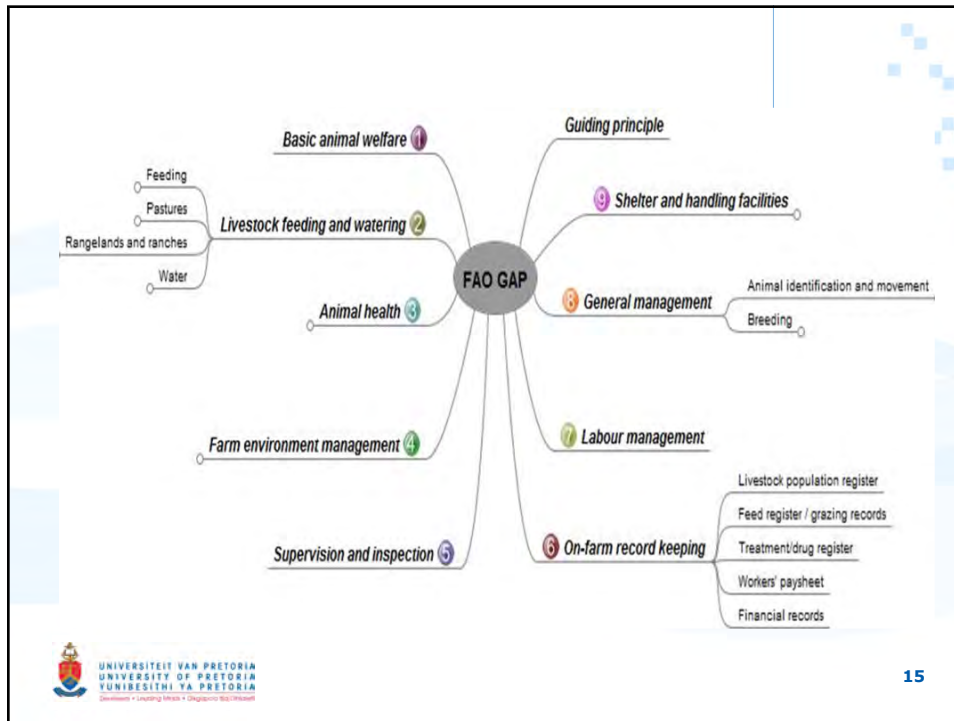 Guiding principle
Basic animal welfare 1
Feeding
Pastures
Rangelands and ranches
Water
Livestock feeding and watering 2
Animal health 3
Farm environment management 4
Supervision and inspection 5
FAO GAP
9 Shelter and handling facilities
8 General management
Animal identification and movement
Breeding
7 Labour management
6 On-farm record keeping
Livestock population register
Feed register / grazing records
Treatment/drug register
Workers' paysheet
Financial records
UNIVERSITEIT VAN PRETORIA
UNIVERSITY OF PRETORIA
YUNIBESITHI YA PRETORIA
15